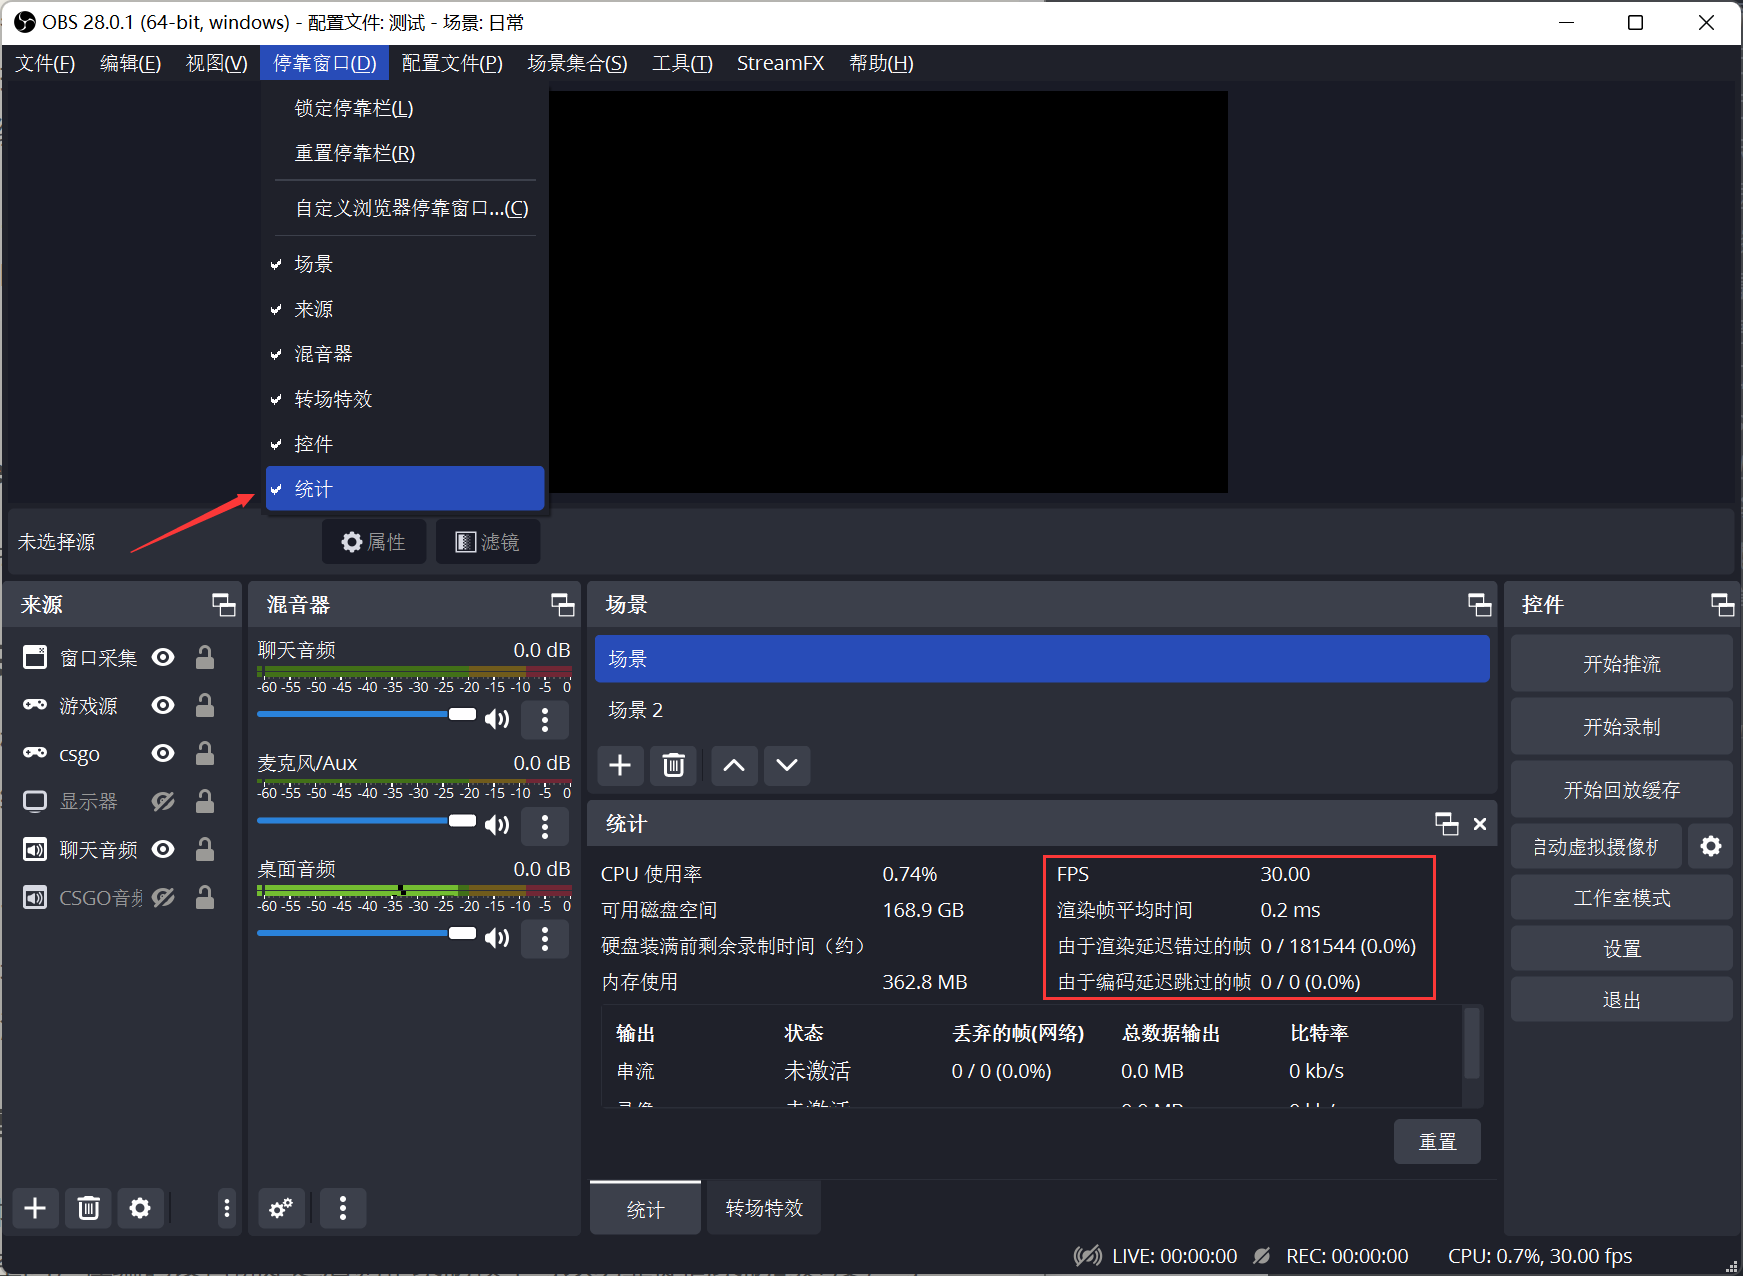 OBS 28.0.1 (64-bit, windows) - 配置文件: 测试 - 场景: 日常
文件(F) 编辑(E) 视图(V) 停靠窗口(D) 配置文件(P) 场景集合(S) 工具(T) StreamFX 帮助(H)
锁定停靠栏(L)
重置停靠栏(R)
自定义浏览器停靠窗口...(C)
场景
来源
混音器
转场特效
控件
统计
未选择源
属性
滤镜
来源
窗口采集
游戏源
csgo
显示器
聊天音频
CSGO音
混音器
聊天音频 0.0 dB
-60 -55 -50 -45 -40 -35 -30 -25 -20 -15 -10 -5 0
麦克风/Aux 0.0 dB
-60 -55 -50 -45 -40 -35 -30 -25 -20 -15 -10 -5 0
桌面音频 0.0 dB
-60 -55 -50 -45 -40 -35 -30 -25 -20 -15 -10 -5 0
场景
场景
场景 2
统计
CPU 使用率 0.74%
可用磁盘空间 168.9 GB
硬盘装满前剩余录制时间（约）
内存使用 362.8 MB
FPS 30.00
渲染帧平均时间 0.2 ms
由于渲染延迟错过的帧 0 / 181544 (0.0%)
由于编码延迟跳过的帧 0 / 0 (0.0%)
输出 状态 丢弃的帧(网络) 总数据输出 比特率
串流 未激活 0 / 0 (0.0%) 0.0 MB 0 kb/s
重置
统计 转场特效
控件
开始推流
开始录制
开始回放缓存
动虚拟摄像
工作室模式
设置
退出
LIVE: 00:00:00 REC: 00:00:00 CPU: 0.7%, 30.00 fps